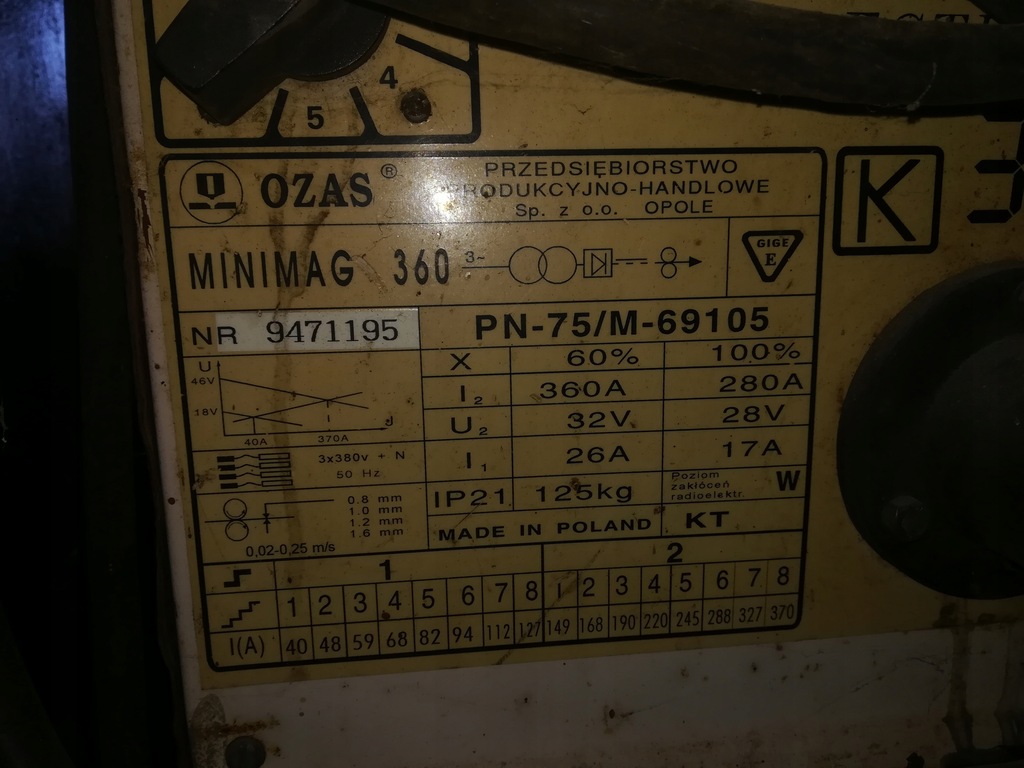 4
5
OZAS ®
PRZEDSIĘBIORSTWO
PRODUKCYJNO-HANDLOWE
Sp. z o.o. OPOLE
K
MINIMAG 360 3~
GIGE
E
NR 9471195
PN-75/M-69105
X 60% 100%
I₂ 360A 280A
U₂ 32V 28V
I₁ 26A 17A
IP21 125kg
Poziom
zakłóceń
radioelektr. W
MADE IN POLAND KT
U
46V
18V
40A 370A
3x380v + N
50 Hz
0.8 mm
1.0 mm
1.2 mm
1.6 mm
0,02-0,25 m/s
1 2
1 2 3 4 5 6 7 8 1 2 3 4 5 6 7 8
I(A) 40 48 59 68 82 94 112 127 149 168 190 220 245 288 327 370